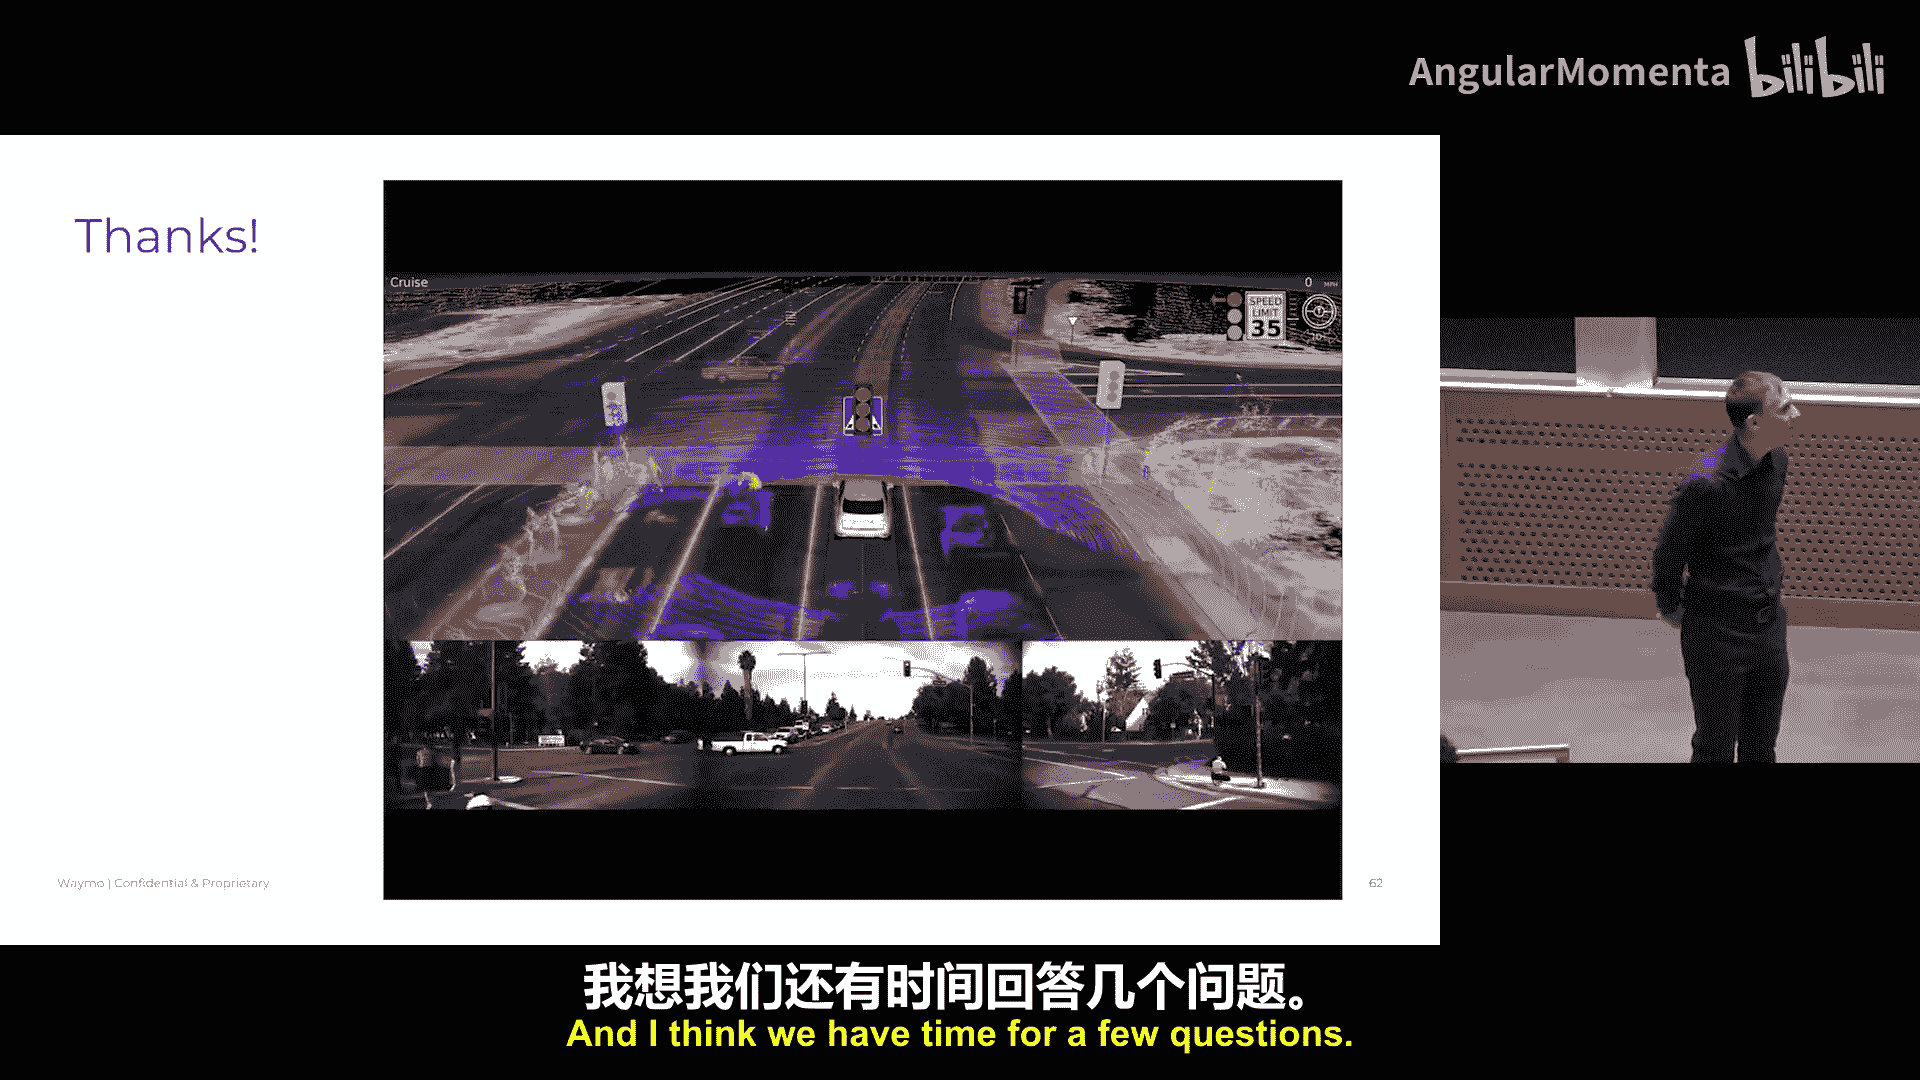 AngularMomenta bilibili
Thanks!
Cruise
0 MPH
SPEED
LIMIT
35
Waymo | Confidential & Proprietary
62
我想我们还有时间回答几个问题。
And I think we have time for a few questions.